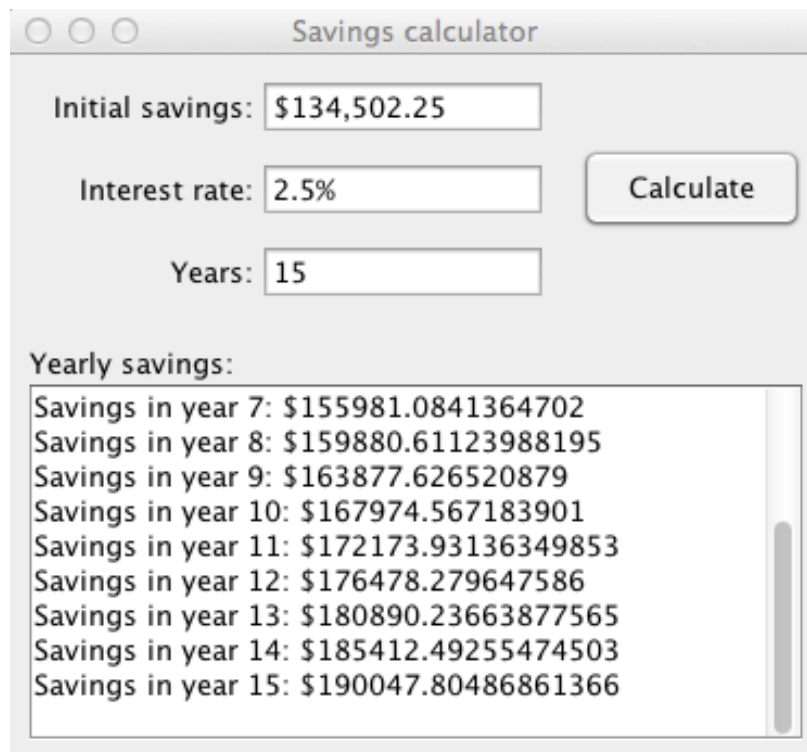 Savings calculator
Initial savings: $134,502.25
Interest rate: 2.5%
Calculate
Years: 15
Yearly savings:
Savings in year 7: $155981.0841364702
Savings in year 8: $159880.61123988195
Savings in year 9: $163877.626520879
Savings in year 10: $167974.567183901
Savings in year 11: $172173.93136349853
Savings in year 12: $176478.279647586
Savings in year 13: $180890.23663877565
Savings in year 14: $185412.49255474503
Savings in year 15: $190047.80486861366